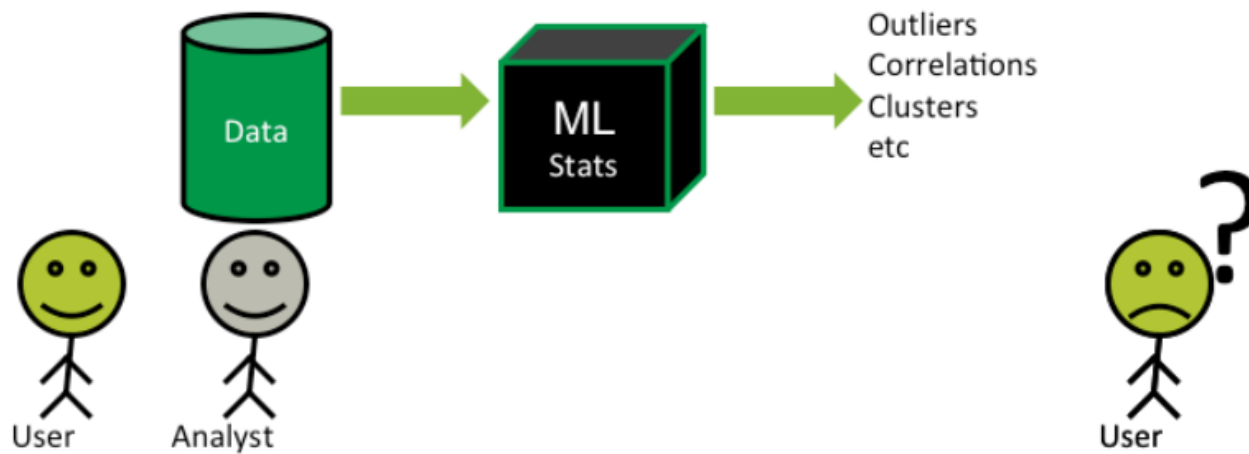 Data
ML
Stats
Outliers
Correlations
Clusters
etc
?
User
Analyst
User